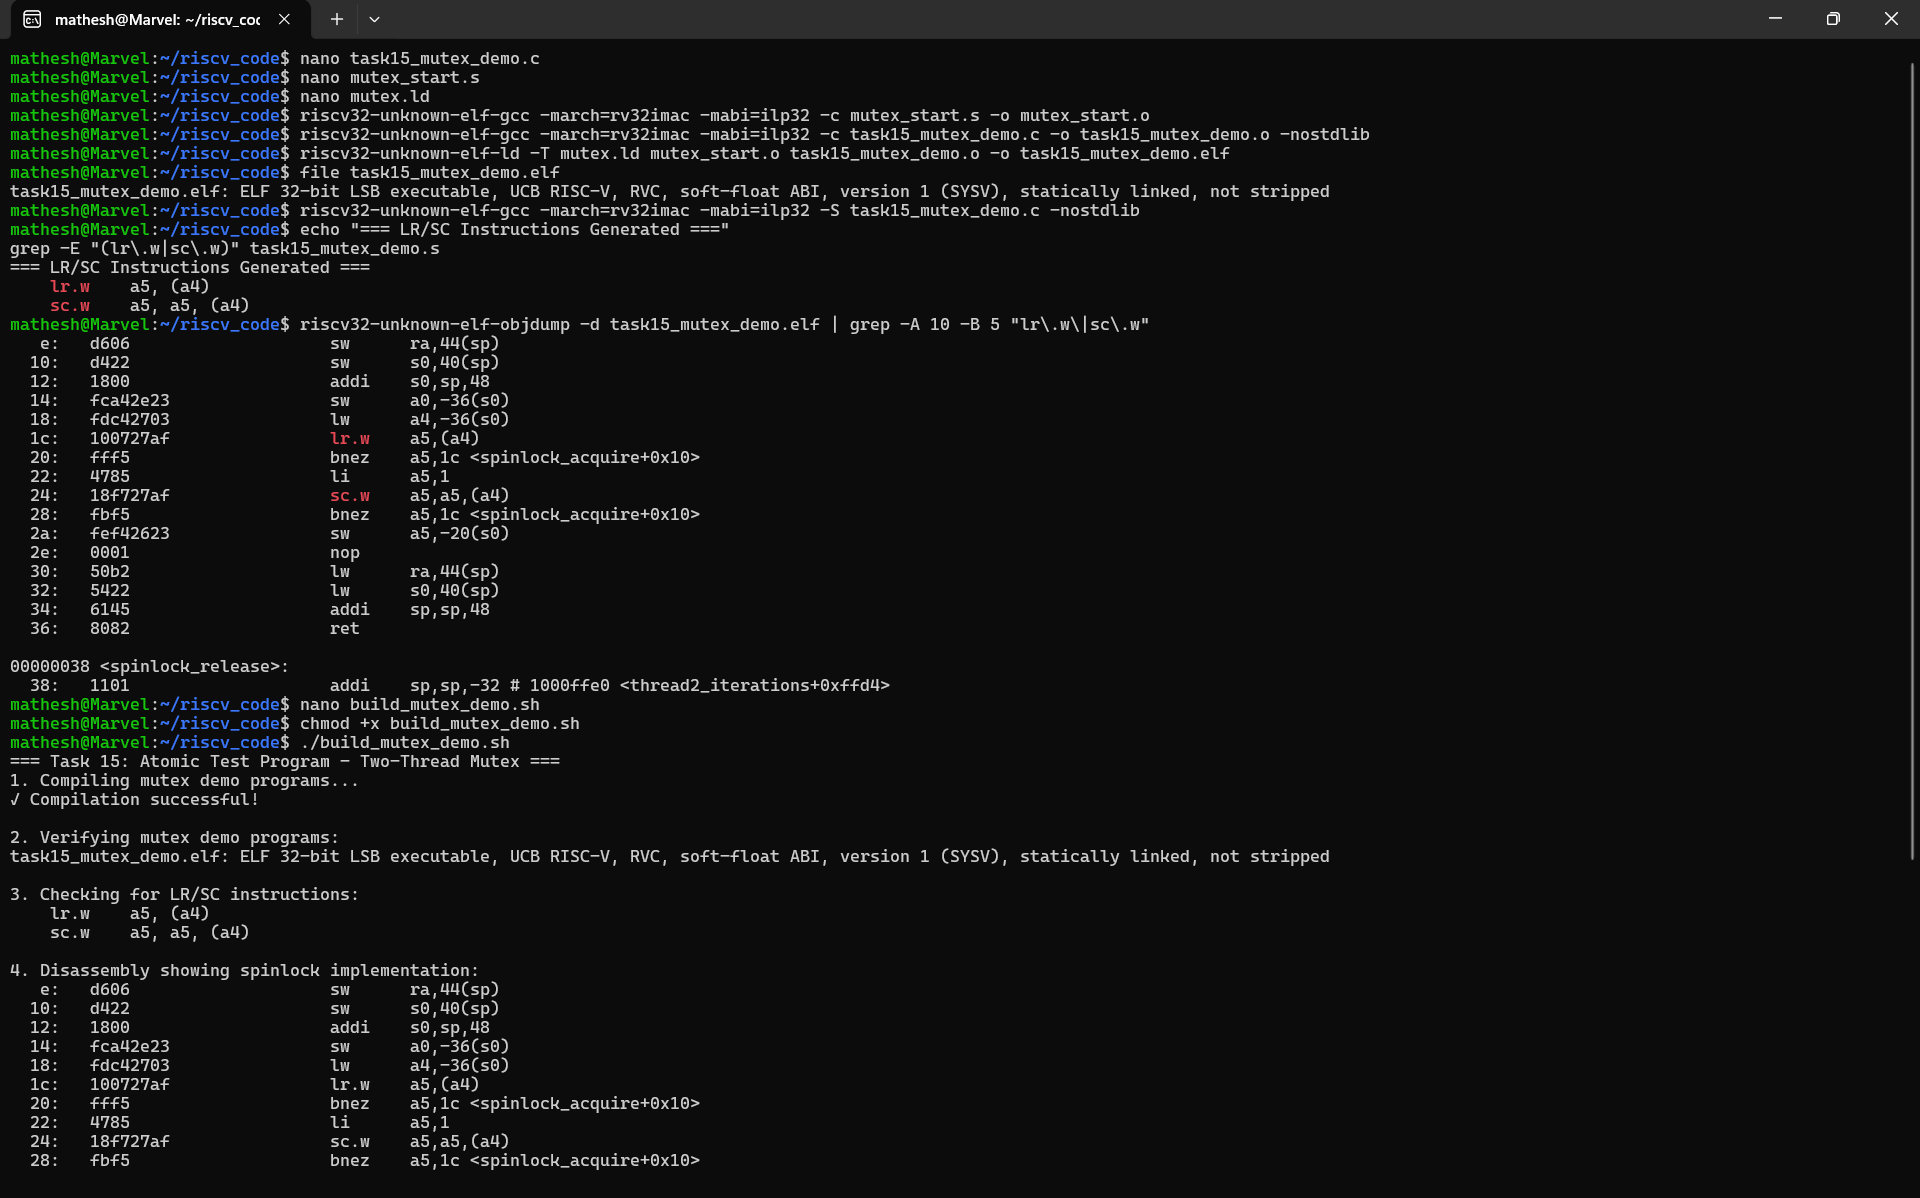 mathesh@Marvel: ~/riscv_coc
mathesh@Marvel:~/riscv_code$ nano task15_mutex_demo.c
mathesh@Marvel:~/riscv_code$ nano mutex_start.s
mathesh@Marvel:~/riscv_code$ nano mutex.ld
mathesh@Marvel:~/riscv_code$ riscv32-unknown-elf-gcc -march=rv32imac -mabi=ilp32 -c mutex_start.s -o mutex_start.o
mathesh@Marvel:~/riscv_code$ riscv32-unknown-elf-gcc -march=rv32imac -mabi=ilp32 -c task15_mutex_demo.c -o task15_mutex_demo.o -nostdlib
mathesh@Marvel:~/riscv_code$ riscv32-unknown-elf-ld -T mutex.ld mutex_start.o task15_mutex_demo.o -o task15_mutex_demo.elf
mathesh@Marvel:~/riscv_code$ file task15_mutex_demo.elf
task15_mutex_demo.elf: ELF 32-bit LSB executable, UCB RISC-V, RVC, soft-float ABI, version 1 (SYSV), statically linked, not stripped
mathesh@Marvel:~/riscv_code$ riscv32-unknown-elf-gcc -march=rv32imac -mabi=ilp32 -S task15_mutex_demo.c -nostdlib
mathesh@Marvel:~/riscv_code$ echo "=== LR/SC Instructions Generated ==="
grep -E "(lr\.w|sc\.w)" task15_mutex_demo.s
=== LR/SC Instructions Generated ===
    lr.w    a5, (a4)
    sc.w    a5, a5, (a4)
mathesh@Marvel:~/riscv_code$ riscv32-unknown-elf-objdump -d task15_mutex_demo.elf | grep -A 10 -B 5 "lr\.w\|sc\.w"
   e:   d606                    sw      ra,44(sp)
  10:   d422                    sw      s0,40(sp)
  12:   1800                    addi    s0,sp,48
  14:   fca42e23                sw      a0,-36(s0)
  18:   fdc42703                lw      a4,-36(s0)
  1c:   100727af                lr.w    a5,(a4)
  20:   fff5                    bnez    a5,1c <spinlock_acquire+0x10>
  22:   4785                    li      a5,1
  24:   18f727af                sc.w    a5,a5,(a4)
  28:   fbf5                    bnez    a5,1c <spinlock_acquire+0x10>
  2a:   fef42623                sw      a5,-20(s0)
  2e:   0001                    nop
  30:   50b2                    lw      ra,44(sp)
  32:   5422                    lw      s0,40(sp)
  34:   6145                    addi    sp,sp,48
  36:   8082                    ret

00000038 <spinlock_release>:
  38:   1101                    addi    sp,sp,-32 # 1000ffe0 <thread2_iterations+0xffd4>
mathesh@Marvel:~/riscv_code$ nano build_mutex_demo.sh
mathesh@Marvel:~/riscv_code$ chmod +x build_mutex_demo.sh
mathesh@Marvel:~/riscv_code$ ./build_mutex_demo.sh
=== Task 15: Atomic Test Program - Two-Thread Mutex ===
1. Compiling mutex demo programs...
✓ Compilation successful!

2. Verifying mutex demo programs:
task15_mutex_demo.elf: ELF 32-bit LSB executable, UCB RISC-V, RVC, soft-float ABI, version 1 (SYSV), statically linked, not stripped

3. Checking for LR/SC instructions:
    lr.w    a5, (a4)
    sc.w    a5, a5, (a4)

4. Disassembly showing spinlock implementation:
   e:   d606                    sw      ra,44(sp)
  10:   d422                    sw      s0,40(sp)
  12:   1800                    addi    s0,sp,48
  14:   fca42e23                sw      a0,-36(s0)
  18:   fdc42703                lw      a4,-36(s0)
  1c:   100727af                lr.w    a5,(a4)
  20:   fff5                    bnez    a5,1c <spinlock_acquire+0x10>
  22:   4785                    li      a5,1
  24:   18f727af                sc.w    a5,a5,(a4)
  28:   fbf5                    bnez    a5,1c <spinlock_acquire+0x10>